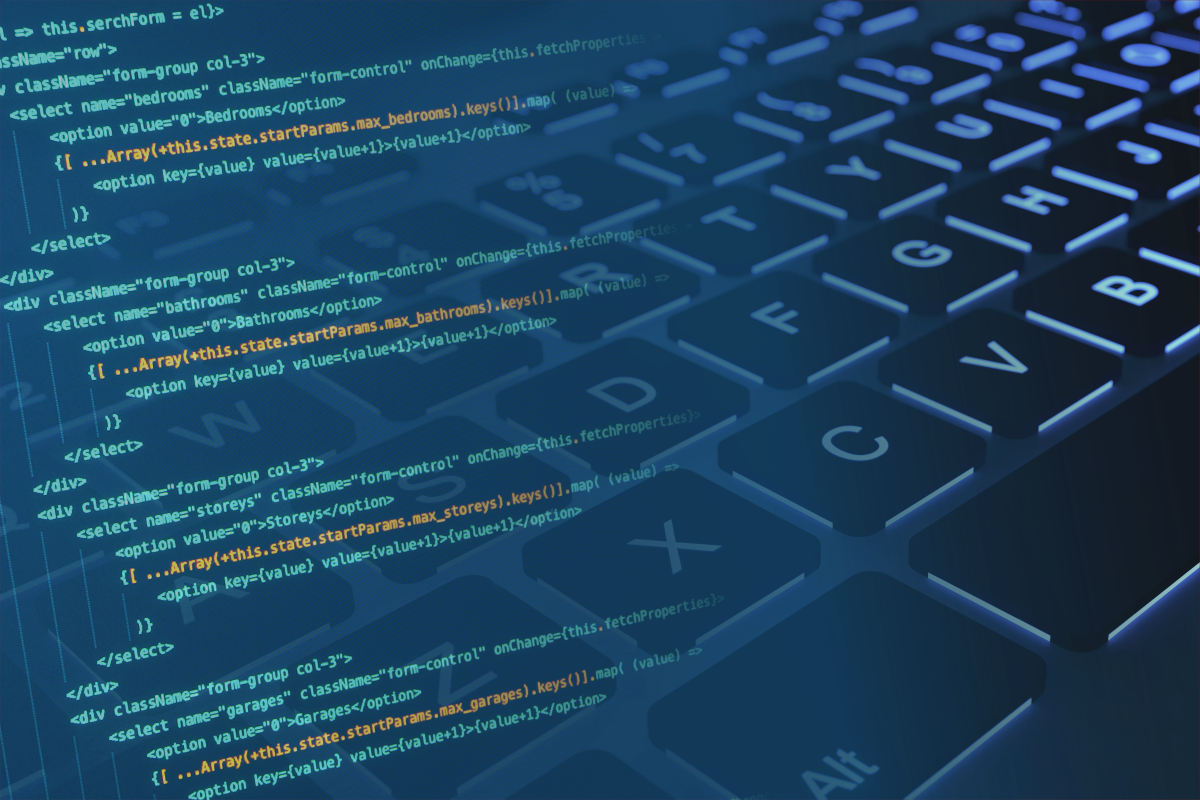 l => this.serchForm = el}>
ssName="row">
v className="form-group col-3">
<select name="bedrooms" className="form-control" onChange={this.fetchProperties
<option value="0">Bedrooms</option>
{[ ...Array(+this.state.startParams.max_bedrooms).keys()].map( (value) =>
<option key={value} value={value+1}>{value+1}</option>
)}
</select>
</div>
<div className="form-group col-3">
<select name="bathrooms" className="form-control" onChange={this.fetchProperties
<option value="0">Bathrooms</option>
{[ ...Array(+this.state.startParams.max_bathrooms).keys()].map( (value) =>
<option key={value} value={value+1}>{value+1}</option>
)}
</select>
</div>
<div className="form-group col-3">
<select name="storeys" className="form-control" onChange={this.fetchProperties}>
<option value="0">Storeys</option>
{[ ...Array(+this.state.startParams.max_storeys).keys()].map( (value) =>
<option key={value} value={value+1}>{value+1}</option>
)}
</select>
</div>
<div className="form-group col-3">
<select name="garages" className="form-control" onChange={this.fetchProperties}>
<option value="0">Garages</option>
{[ ...Array(+this.state.startParams.max_garages).keys()].map( (value) =>
<option key={value} value={value+1}>{value+1}</option>
% 5
W E R T Y U
A S D F G H J
Z X C V B
Alt